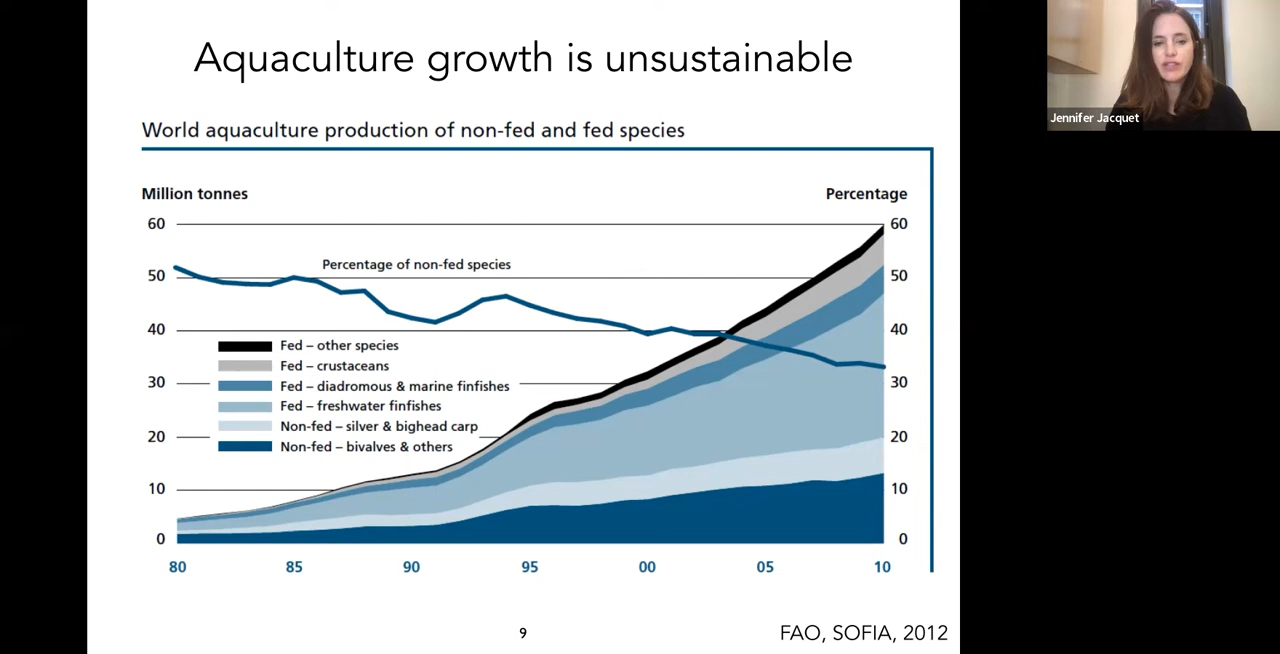 Aquaculture growth is unsustainable
Jennifer Jacquet
World aquaculture production of non-fed and fed species
Million tonnes
Percentage
60
60
Percentage of non-fed species
50
50
40
40
Fed – other species
Fed – crustaceans
30
Fed – diadromous & marine finfishes
30
Fed – freshwater finfishes
Non-fed – silver & bighead carp
20
20
Non-fed – bivalves & others
10
10
0
0
80 85 90 95 00 05 10
9
FAO, SOFIA, 2012